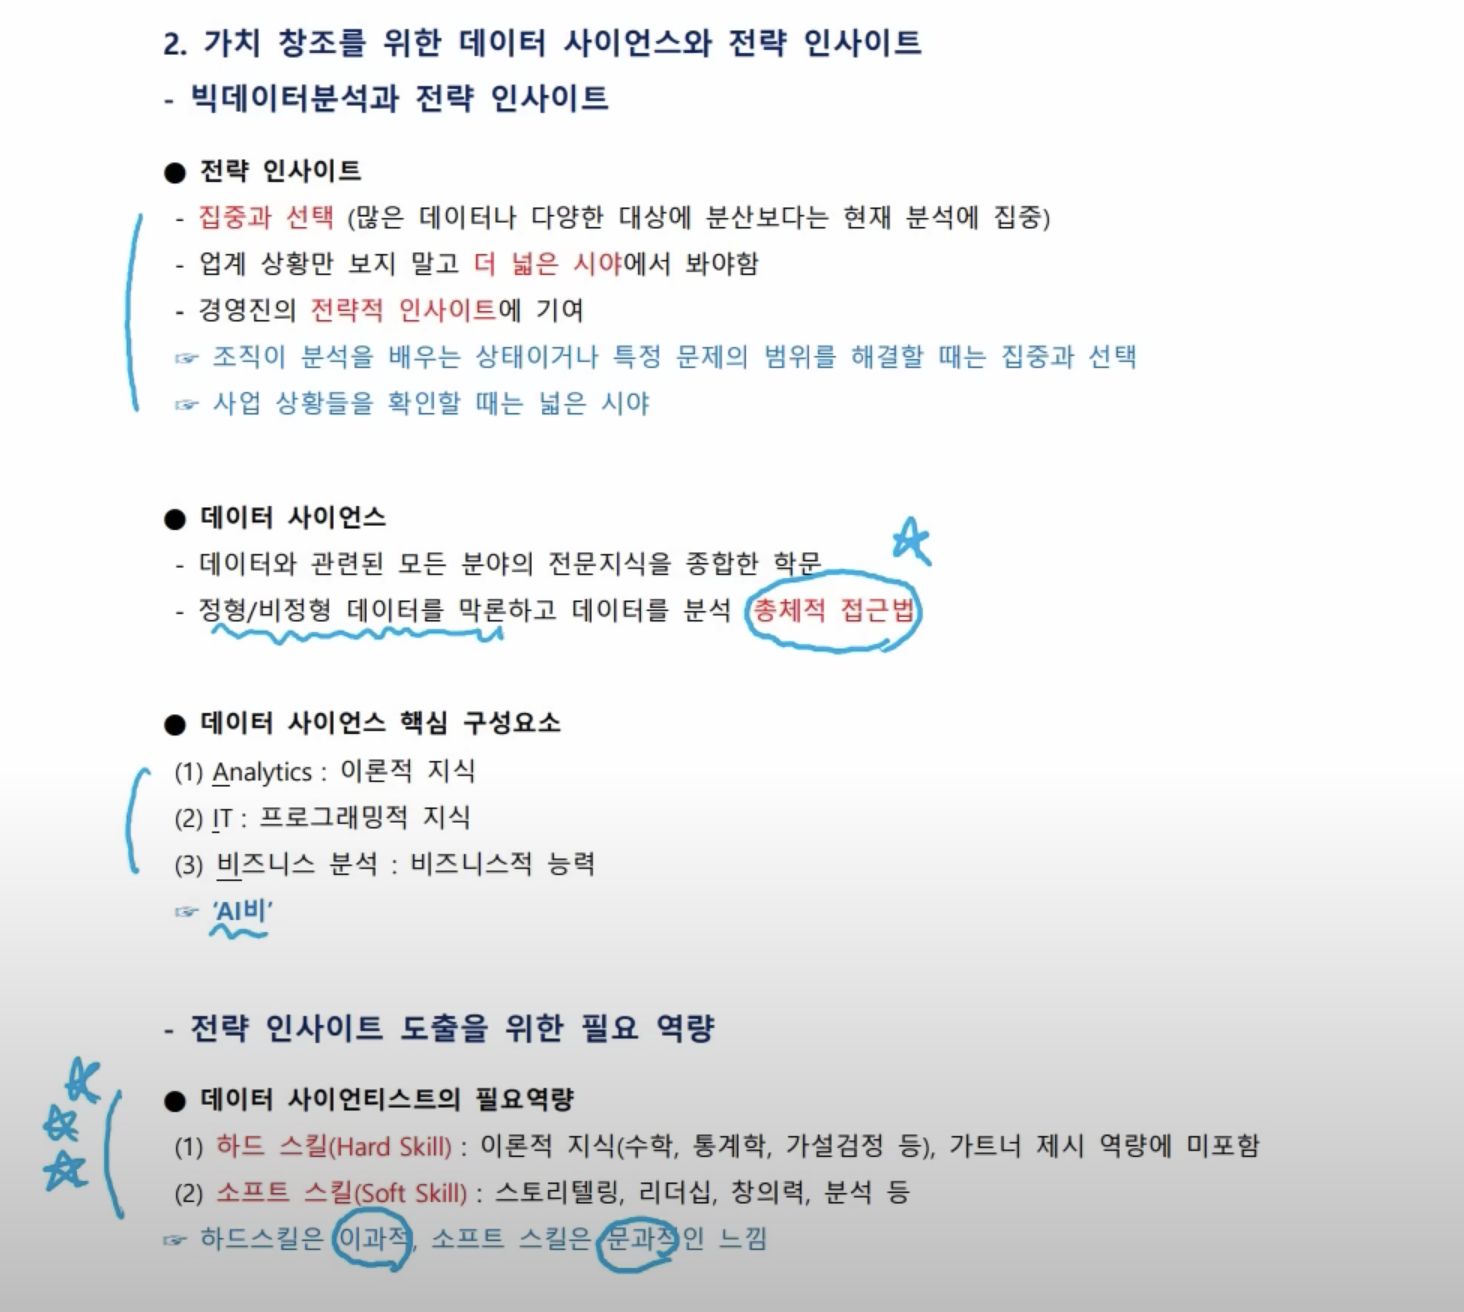 2. 가치 창조를 위한 데이터 사이언스와 전략 인사이트
- 빅데이터분석과 전략 인사이트
● 전략 인사이트
- 집중과 선택 (많은 데이터나 다양한 대상에 분산보다는 현재 분석에 집중)
- 업계 상황만 보지 말고 더 넓은 시야에서 봐야함
- 경영진의 전략적 인사이트에 기여
☞ 조직이 분석을 배우는 상태이거나 특정 문제의 범위를 해결할 때는 집중과 선택
☞ 사업 상황들을 확인할 때는 넓은 시야
● 데이터 사이언스
- 데이터와 관련된 모든 분야의 전문지식을 종합한 학문
- 정형/비정형 데이터를 막론하고 데이터를 분석 총체적 접근법
● 데이터 사이언스 핵심 구성요소
(1) Analytics : 이론적 지식
(2) IT : 프로그래밍적 지식
(3) 비즈니스 분석 : 비즈니스적 능력
☞ ‘AI비’
- 전략 인사이트 도출을 위한 필요 역량
● 데이터 사이언티스트의 필요역량
(1) 하드 스킬(Hard Skill) : 이론적 지식(수학, 통계학, 가설검정 등), 가트너 제시 역량에 미포함
(2) 소프트 스킬(Soft Skill) : 스토리텔링, 리더십, 창의력, 분석 등
☞ 하드스킬은 이과적, 소프트 스킬은 문과적인 느낌